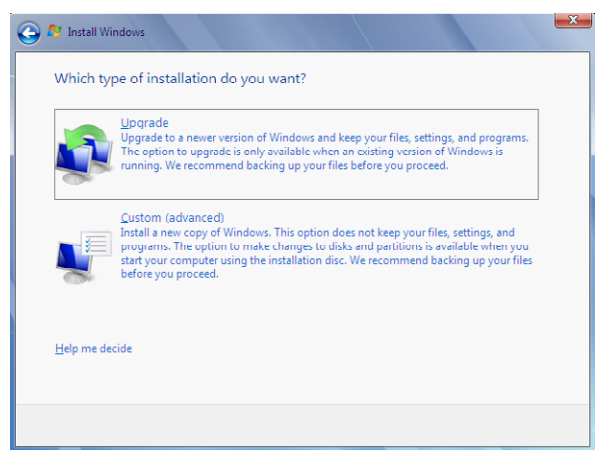 Install Windows
Which type of installation do you want?
Upgrade
Upgrade to a newer version of Windows and keep your files, settings, and programs.
The option to upgrade is only available when an existing version of Windows is
running. We recommend backing up your files before you proceed.
Custom (advanced)
Install a new copy of Windows. This option does not keep your files, settings, and
programs. The option to make changes to disks and partitions is available when you
start your computer using the installation disc. We recommend backing up your files
before you proceed.
Help me decide